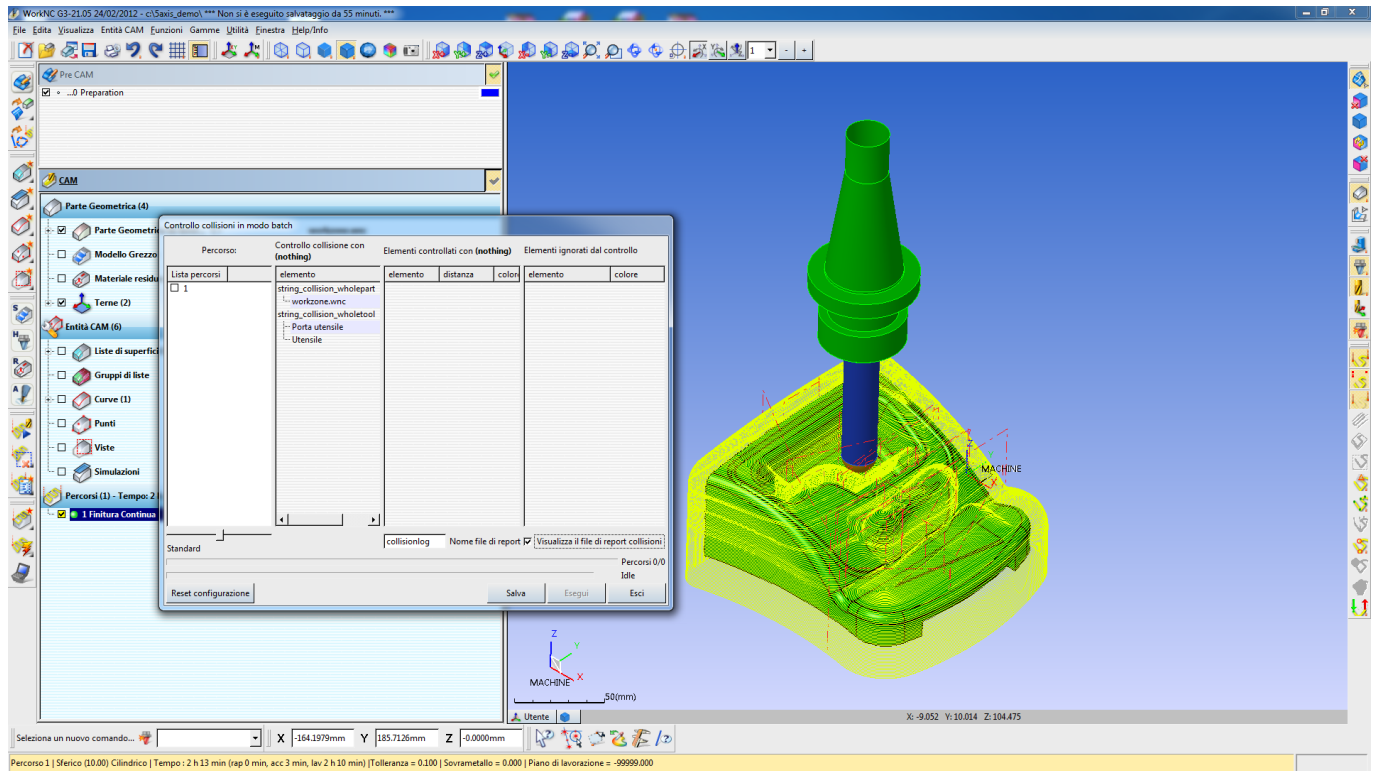 WorkNC G3-21.05 24/02/2012 - c:\5axis_demo\ *** Non si è eseguito salvataggio da 55 minuti. ***
File Edita Visualizza Entità CAM Funzioni Gamme Utilità Finestra Help/Info
1 - +
Pre CAM
...0 Preparation
CAM
Parte Geometrica (4)
Parte Geometri
Modello Grezzo
Materiale residu
Terne (2)
Entità CAM (6)
Liste di superfici
Gruppi di liste
Curve (1)
Punti
Viste
Simulazioni
Percorsi (1) - Tempo: 2
1 Finitura Continua
Controllo collisioni in modo batch
Percorso:
Controllo collisione con (nothing)
Elementi controllati con (nothing)
Elementi ignorati dal controllo
Lista percorsi
elemento
elemento distanza colore
elemento colore
1
string_collision_wholepart
workzone.wnc
string_collision_wholetool
Porta utensile
Utensile
Standard
collisionlog Nome file di report Visualizza il file di report collisioni
Percorsi 0/0
Idle
Reset configurazione Salva Esegui Esci
Z
Y
MACHINE
X
Z
Y
X
MACHINE
50(mm)
Utente
X: -9.052 Y: 10.014 Z: 104.475
Seleziona un nuovo comando... X -164.1979mm Y 185.7126mm Z -0.0000mm
Percorso 1 | Sferico (10.00) Cilindrico | Tempo : 2 h 13 min (rap 0 min, acc 3 min, lav 2 h 10 min) |Tolleranza = 0.100 | Sovrametallo = 0.000 | Piano di lavorazione = -99999.000